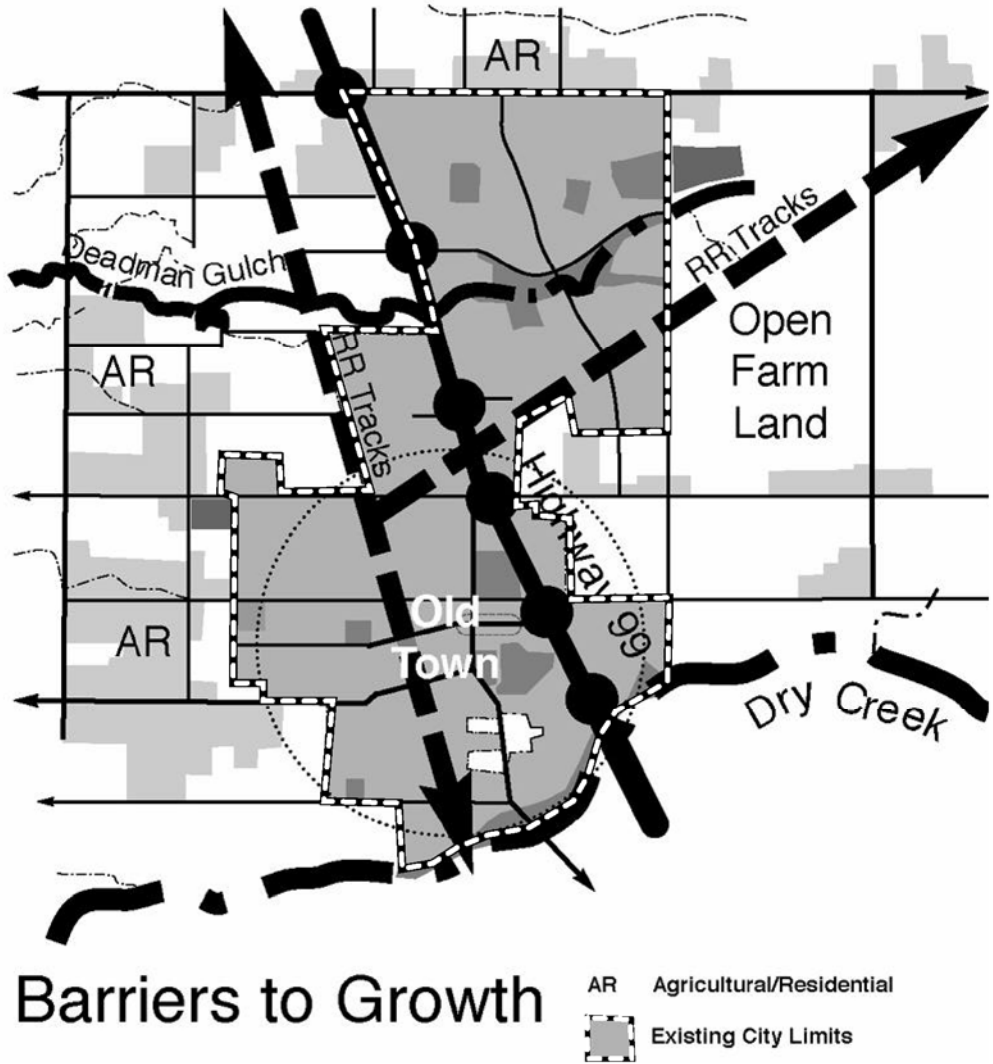 AR
Deadman Gulch
RR Tracks
Open
Farm
Land
AR
RR Tracks
Highway 99
Old
Town
AR
Dry Creek
Barriers to Growth
AR Agricultural/Residential
Existing City Limits